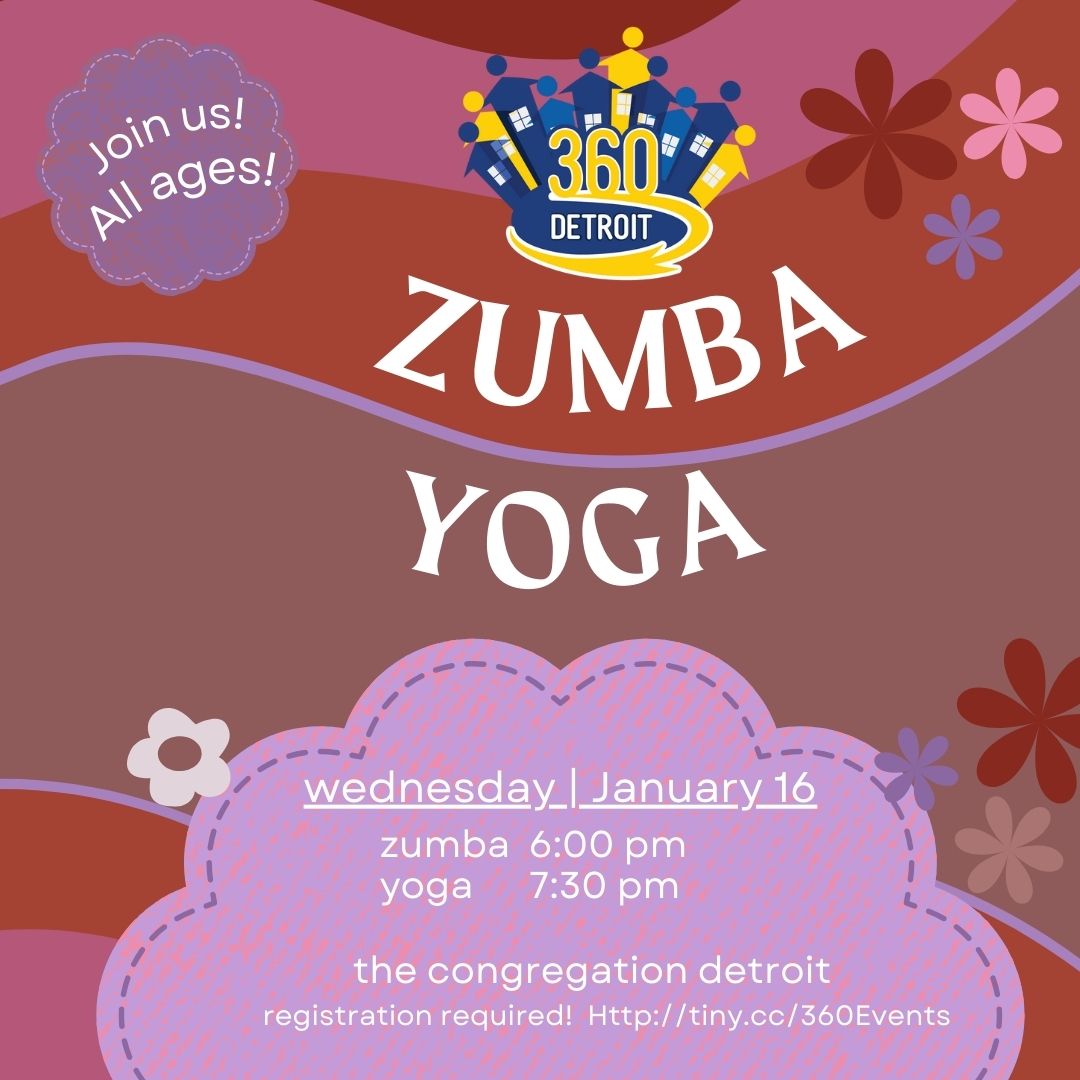 Join us!
All ages!
360
DETROIT
ZUMBA
YOGA
wednesday | January 16
zumba 6:00 pm
yoga 7:30 pm
the congregation detroit
registration required! Http://tiny.cc/360Events